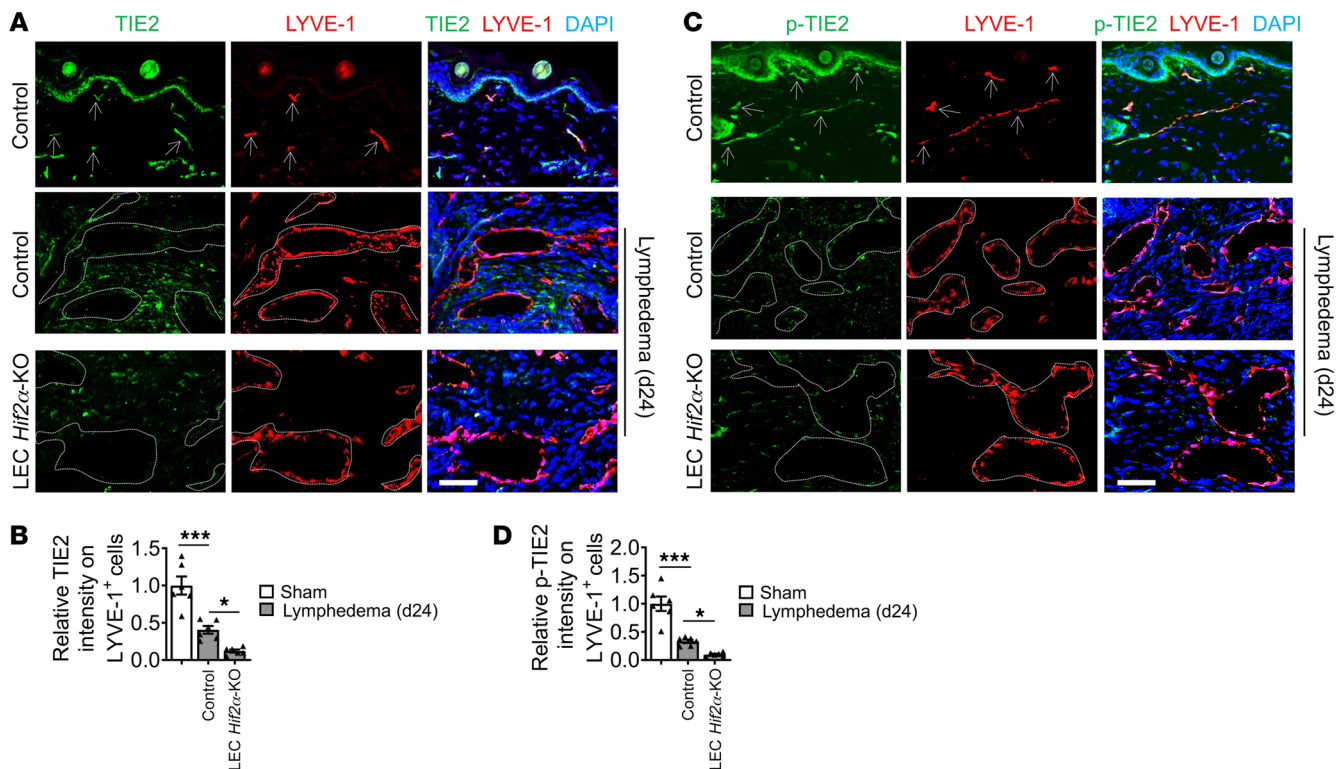 A
TIE2
LYVE-1
TIE2 LYVE-1 DAPI
Control
Control
LEC Hif2α-KO
Lymphedema (d24)
C
p-TIE2
LYVE-1
p-TIE2 LYVE-1 DAPI
Control
Control
LEC Hif2α-KO
Lymphedema (d24)
B
Relative TIE2
intensity on
LYVE-1+ cells
1.5
1.0
0.5
0.0
***
*
Control
LEC Hif2α-KO
Sham
Lymphedema (d24)
D
Relative p-TIE2
intensity on
LYVE-1+ cells
2.0
1.5
1.0
0.5
0.0
***
*
Control
LEC Hif2α-KO
Sham
Lymphedema (d24)